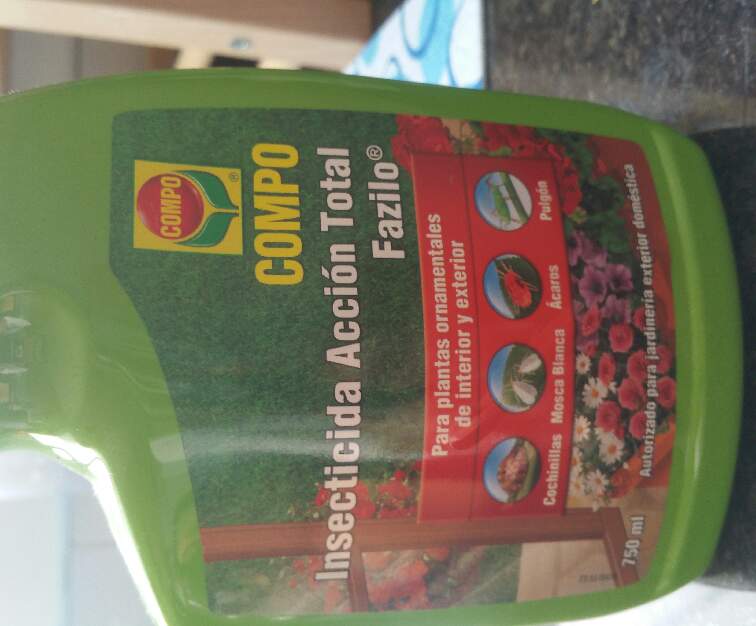 COMPO
®
COMPO
Insecticida Acción Total
Fazilo®
Para plantas ornamentales
de interior y exterior
Cochinillas Mosca Blanca Ácaros Pulgón
750 ml Autorizado para jardinería exterior doméstica